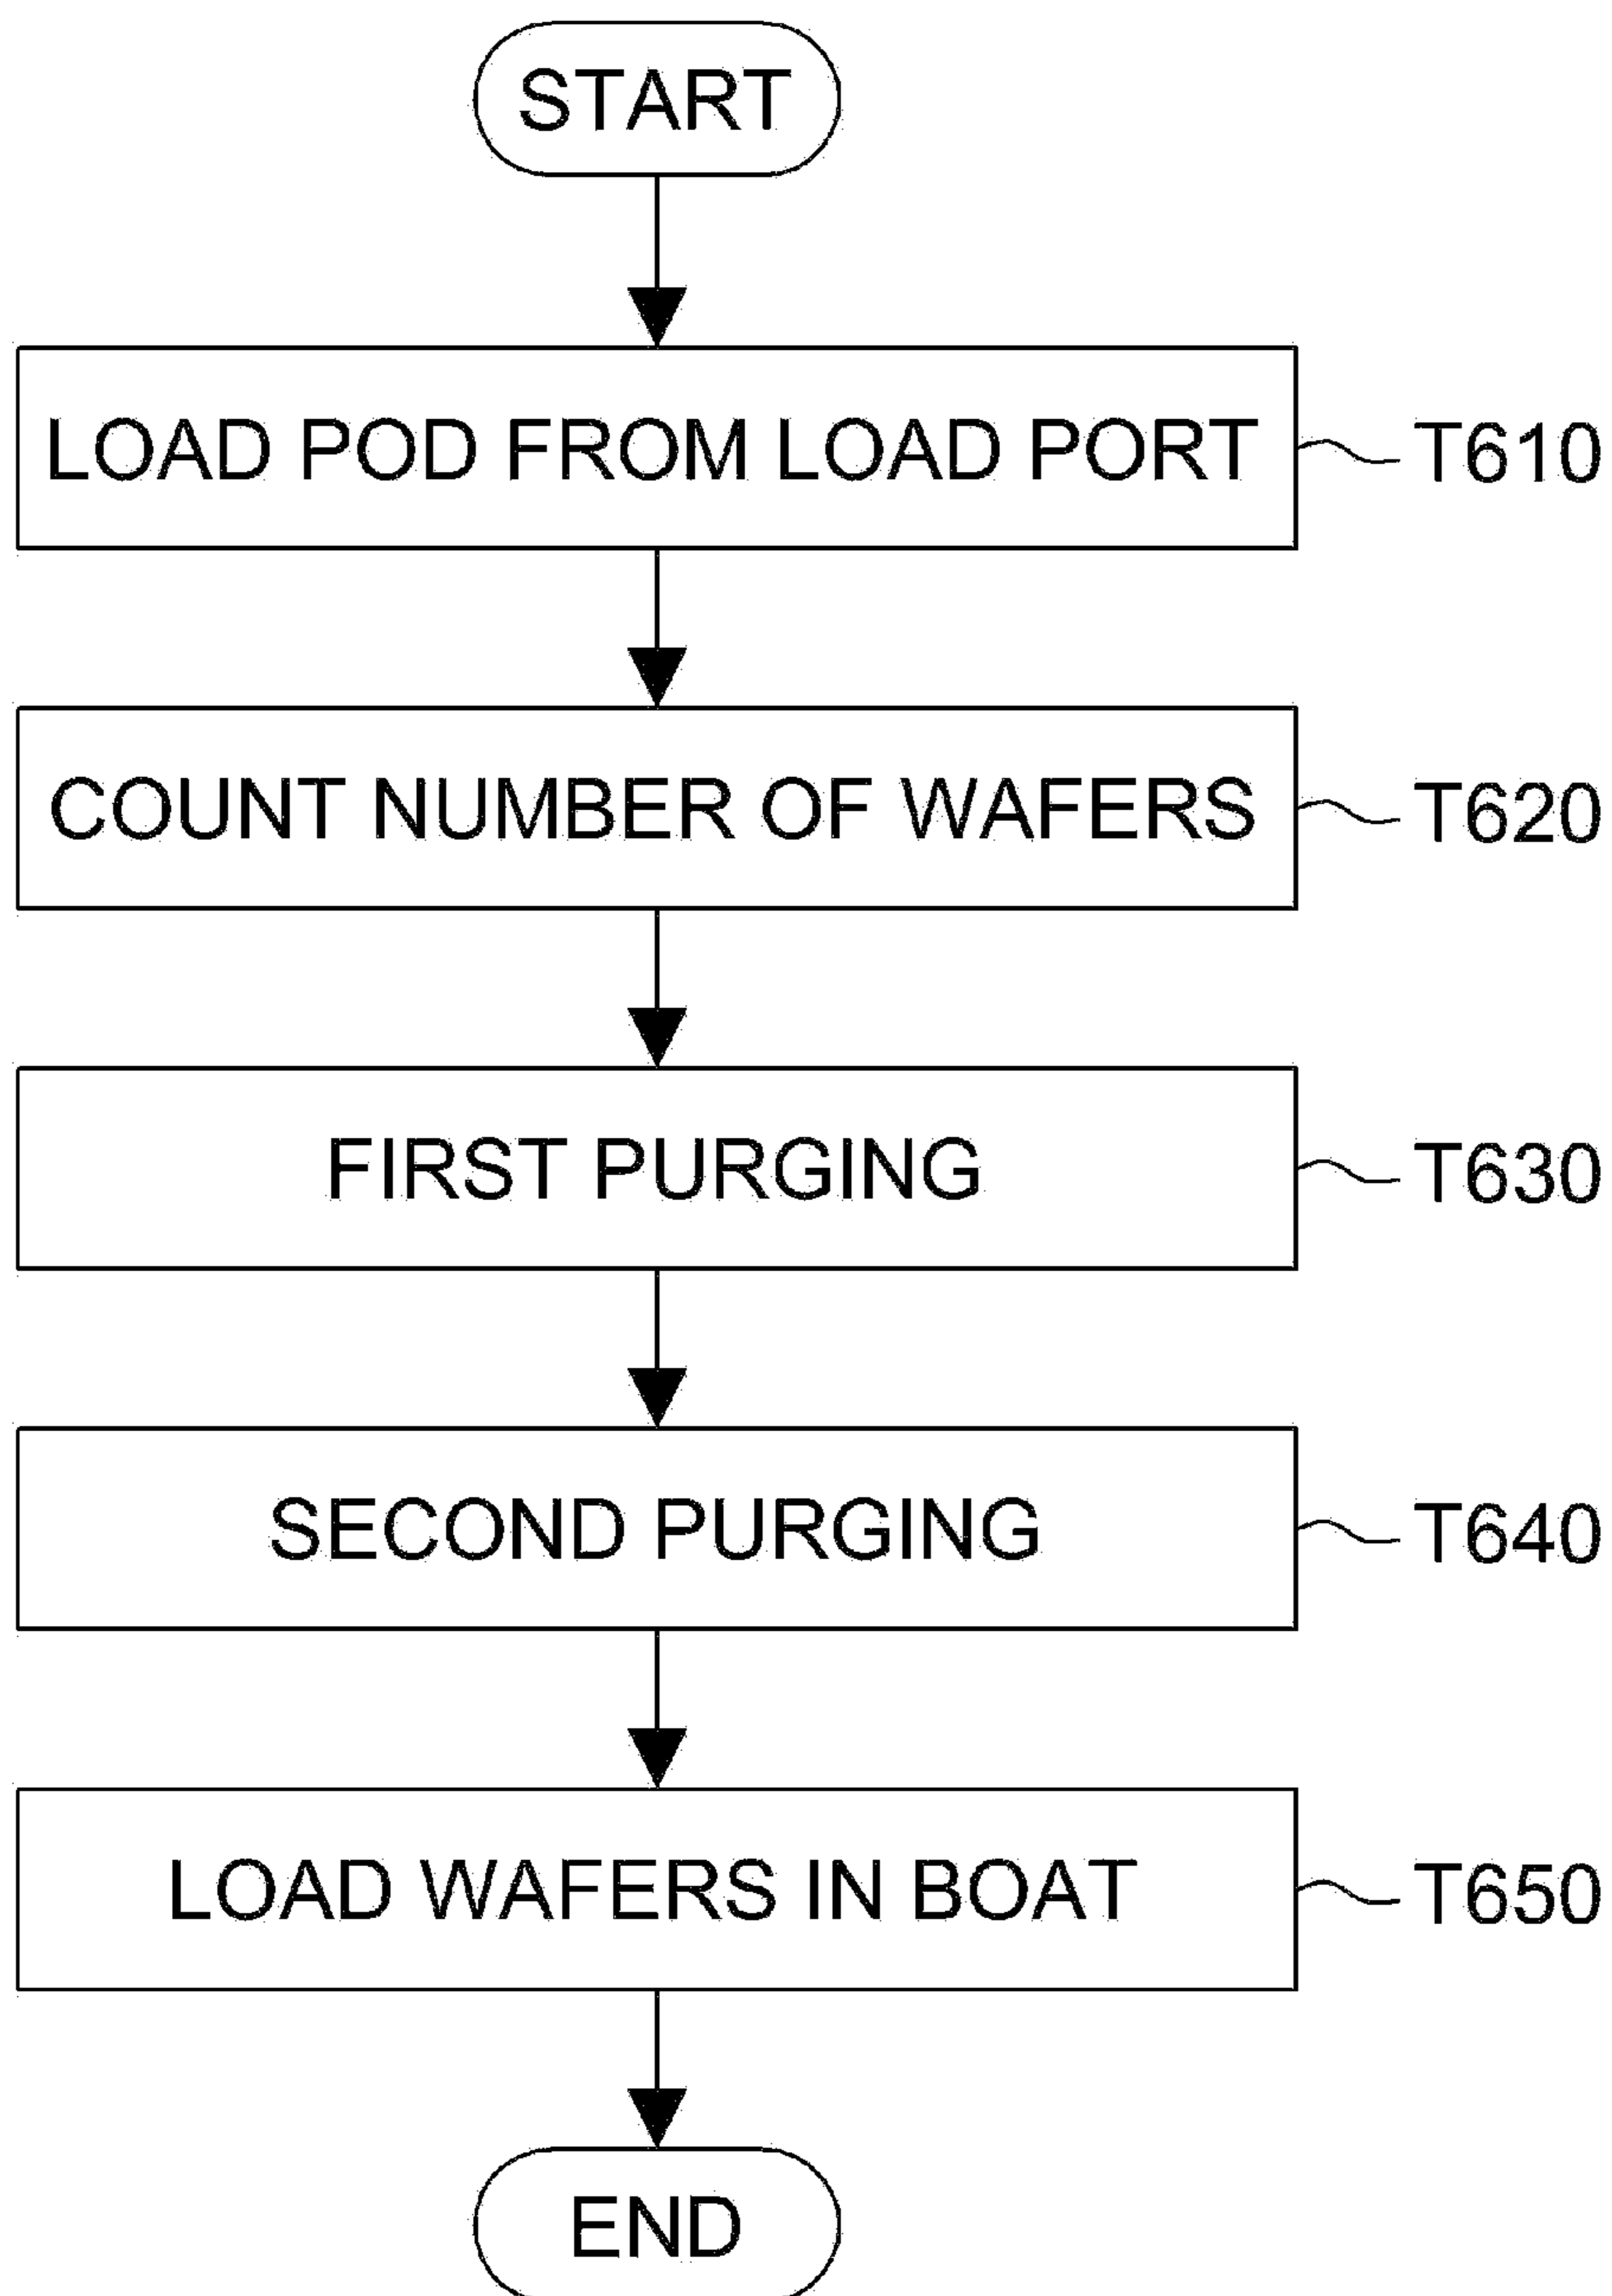 START
LOAD POD FROM LOAD PORT
T610
COUNT NUMBER OF WAFERS
T620
FIRST PURGING
T630
SECOND PURGING
T640
LOAD WAFERS IN BOAT
T650
END